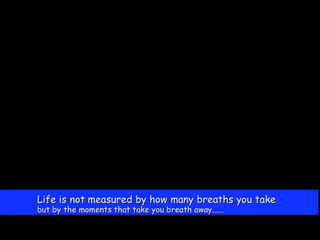 Life is not measured by how many breaths you take
but by the moments that take you breath away......